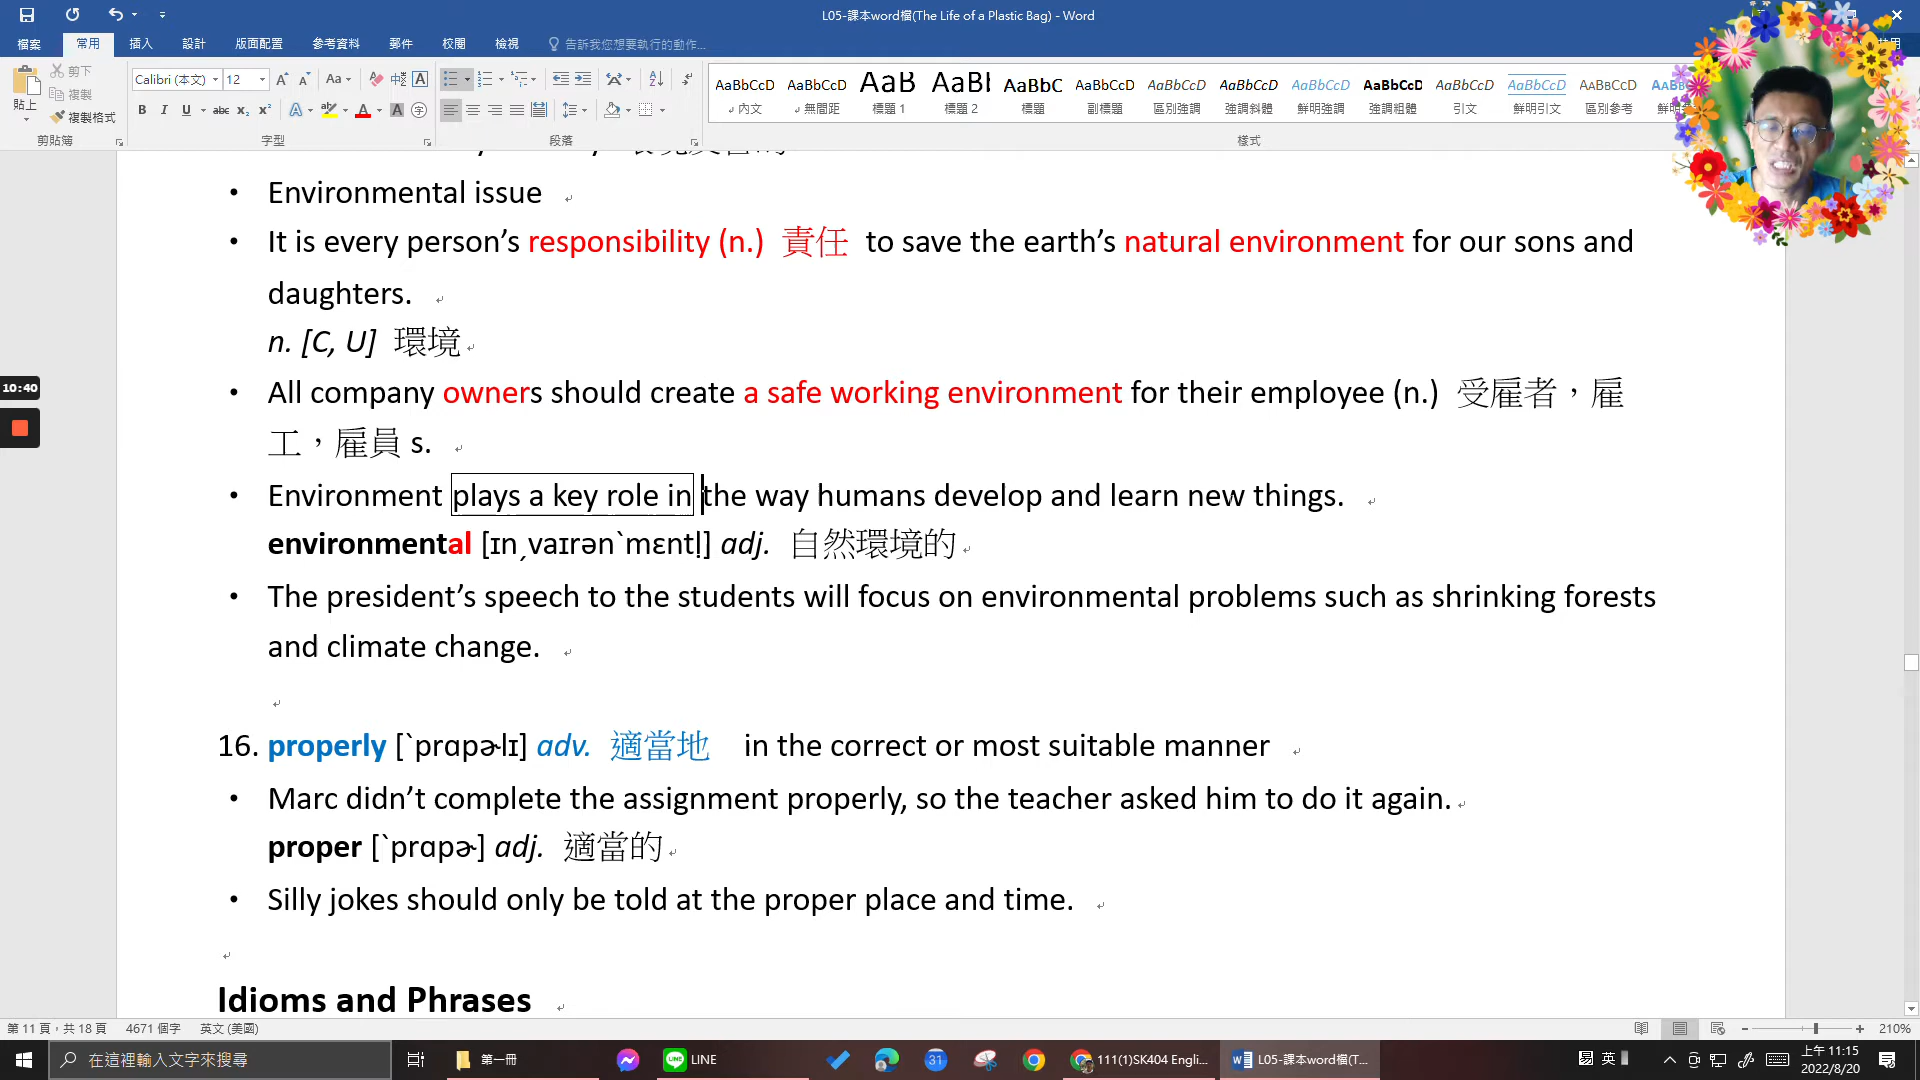 L05-課本word檔(The Life of a Plastic Bag) - Word
檔案 常用 插入 設計 版面配置 參考資料 郵件 校閱 檢視 告訴我您想要執行的動作...
貼上 剪下 複製 複製格式
Calibri (本文) 12
AaBbCcD AaBbCcD AaB AaBb AaBbC AaBbCcD AaBbCcD AaBbCcD AaBbCcD AaBbCcD AaBbCcD AaBbCcD AaBbCcD
內文 無間距 標題 1 標題 2 標題 副標題 區別強調 強調斜體 鮮明強調 強調粗體 引文 鮮明引文 區別參考
剪貼簿 字型 段落 樣式
• Environmental issue
• It is every person’s responsibility (n.) 責任 to save the earth’s natural environment for our sons and
daughters.
n. [C, U] 環境
10:40
• All company owners should create a safe working environment for their employee (n.) 受雇者，雇
工，雇員 s.
• Environment plays a key role in the way humans develop and learn new things.
environmental [ɪnˏvaɪrənˋmɛntḷ] adj. 自然環境的
• The president’s speech to the students will focus on environmental problems such as shrinking forests
and climate change.
16. properly [ˋprɑpɚlɪ] adv. 適當地 in the correct or most suitable manner
• Marc didn’t complete the assignment properly, so the teacher asked him to do it again.
proper [ˋprɑpɚ] adj. 適當的
• Silly jokes should only be told at the proper place and time.
Idioms and Phrases
第 11 頁，共 18 頁 4671 個字 英文 (美國) 210%
在這裡輸入文字來搜尋 第一冊 LINE 31 111(1)SK404 Engli... L05-課本word檔(T... 英 上午 11:15
2022/8/20